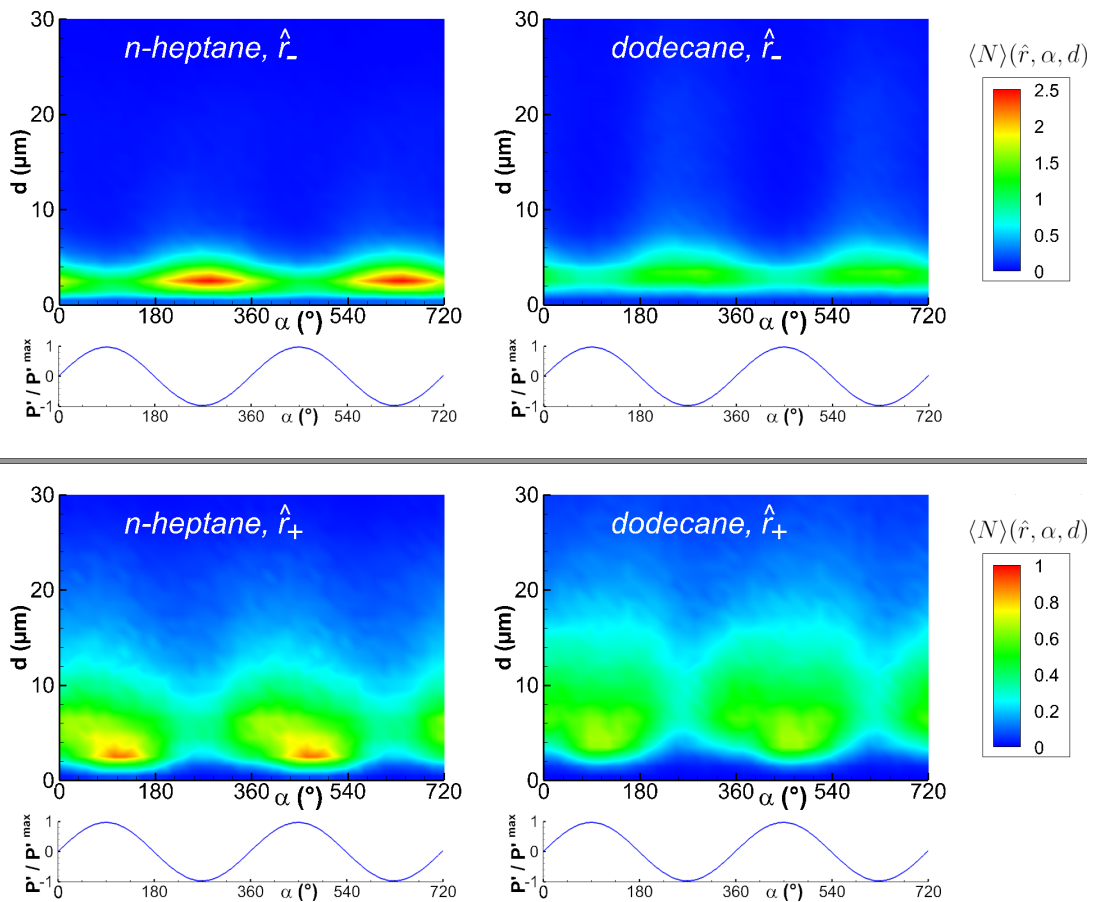 n-heptane, r̂-
dodecane, r̂-
⟨N⟩(r̂, α, d)
30
20
10
0
d (µm)
0 180 360 540 720
α (°)
30
20
10
0
d (µm)
0 180 360 540 720
α (°)
2.5
2
1.5
1
0.5
0
P' / P' max
1
0
-1
0 180 360 540 720
α (°)
P' / P' max
1
0
-1
0 180 360 540 720
α (°)
n-heptane, r̂+
dodecane, r̂+
⟨N⟩(r̂, α, d)
30
20
10
0
d (µm)
0 180 360 540 720
α (°)
30
20
10
0
d (µm)
0 180 360 540 720
α (°)
1
0.8
0.6
0.4
0.2
0
P' / P' max
1
0
-1
0 180 360 540 720
α (°)
P' / P' max
1
0
-1
0 180 360 540 720
α (°)